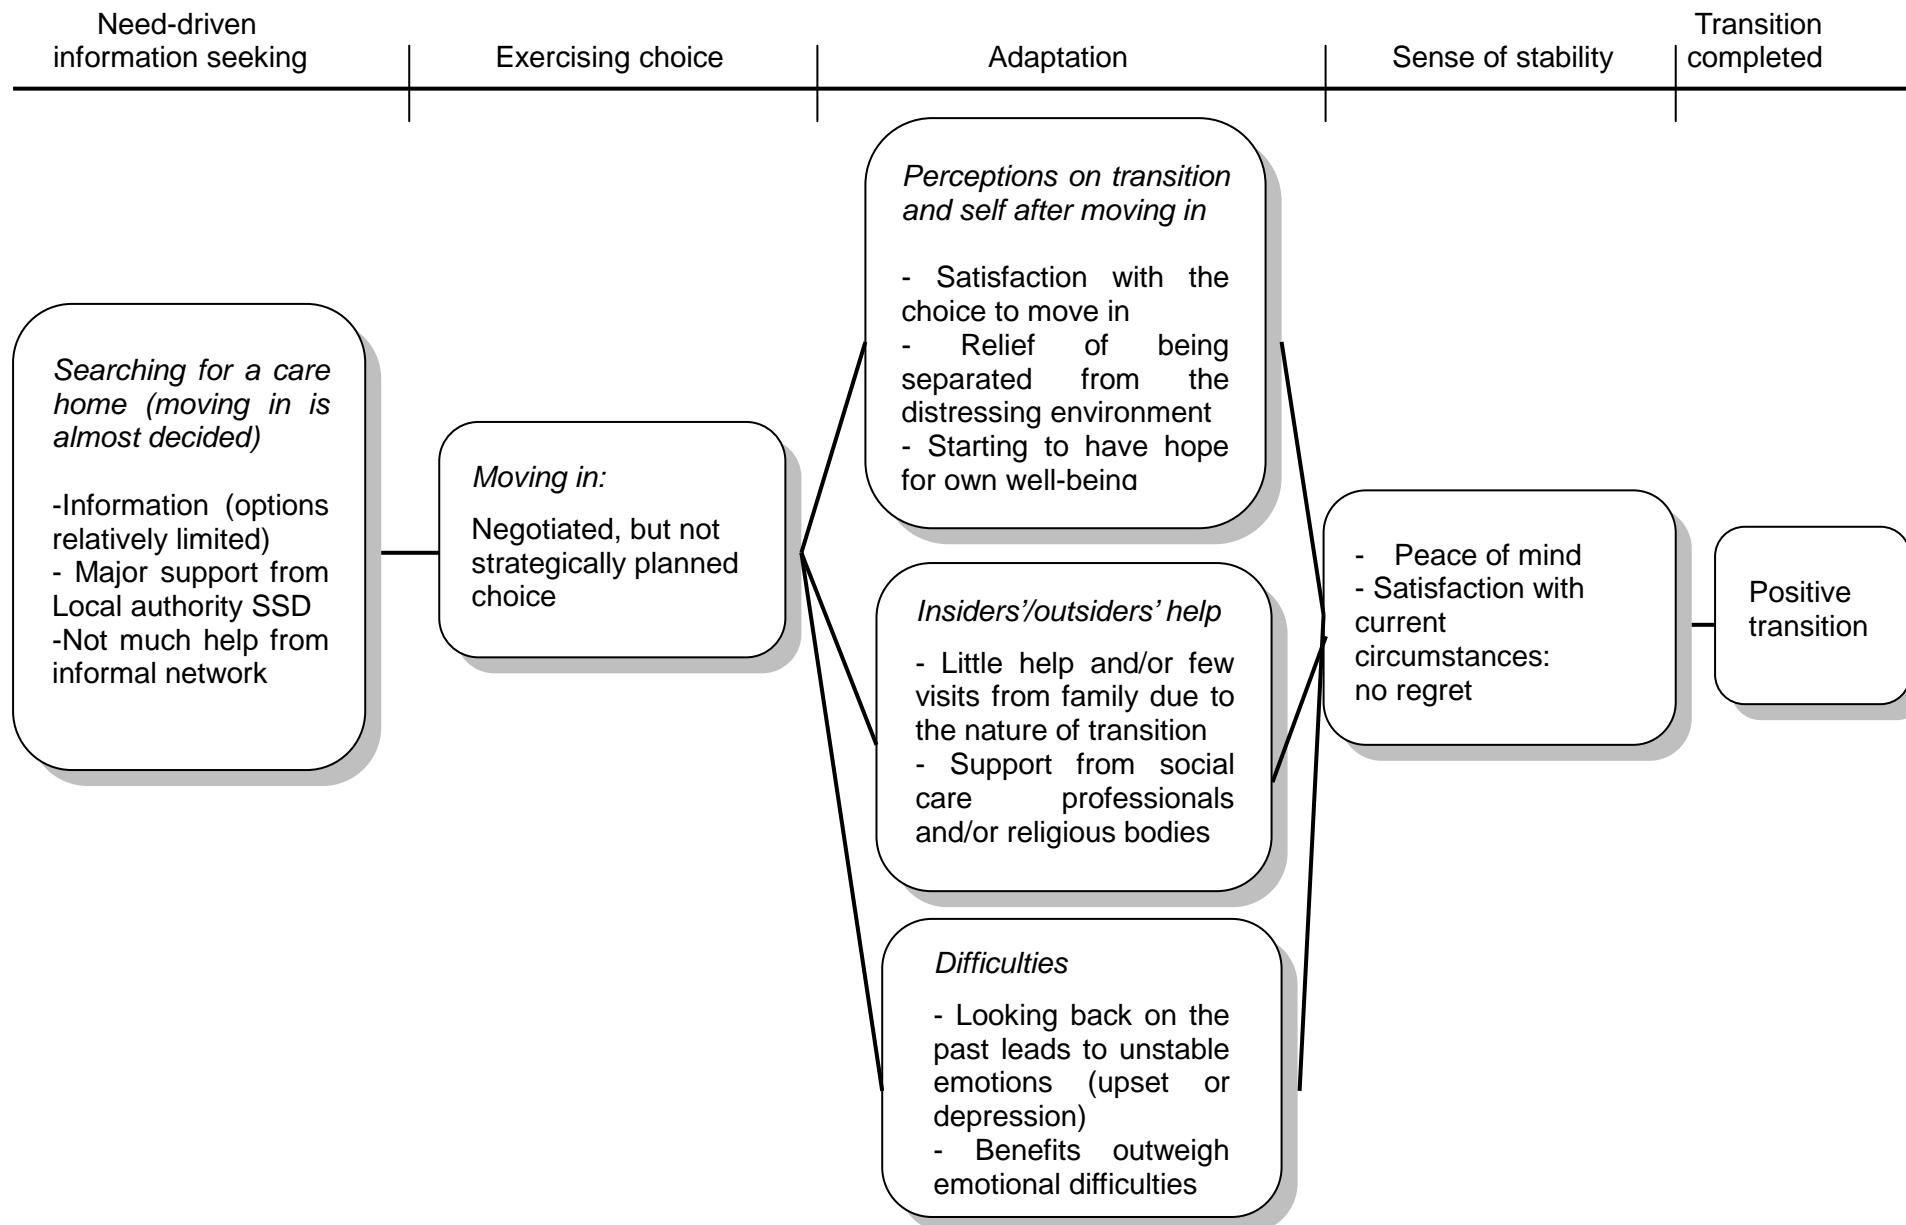 Need-driven
information seeking
Exercising choice
Adaptation
Sense of stability
Transition
completed
Searching for a care
home (moving in is
almost decided)
-Information (options
relatively limited)
- Major support from
Local authority SSD
-Not much help from
informal network
Moving in:
Negotiated, but not
strategically planned
choice
Perceptions on transition
and self after moving in
- Satisfaction with the
choice to move in
- Relief of being
separated from the
distressing environment
- Starting to have hope
for own well-being
Insiders’/outsiders’ help
- Little help and/or few
visits from family due to
the nature of transition
- Support from social
care professionals
and/or religious bodies
Difficulties
- Looking back on the
past leads to unstable
emotions (upset or
depression)
- Benefits outweigh
emotional difficulties
- Peace of mind
- Satisfaction with
current
circumstances:
no regret
Positive
transition